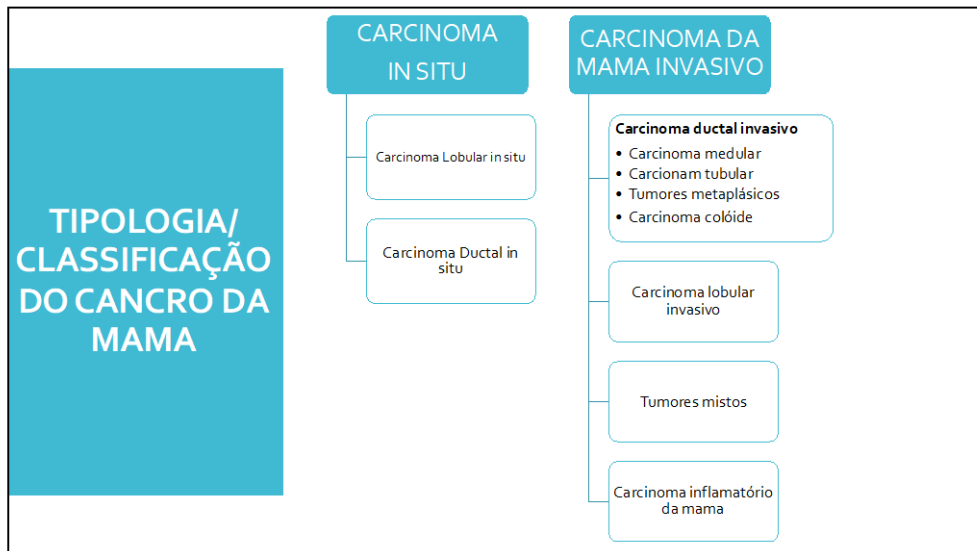 TIPOLOGIA/
CLASSIFICAÇÃO
DO CANCRO DA
MAMA
CARCINOMA
IN SITU
Carcinoma Lobular in situ
Carcinoma Ductal in
situ
CARCINOMA DA
MAMA INVASIVO
Carcinoma ductal invasivo
• Carcinoma medular
• Carcionam tubular
• Tumores metaplásicos
• Carcinoma colóide
Carcinoma lobular
invasivo
Tumores mistos
Carcinoma inflamatório
da mama